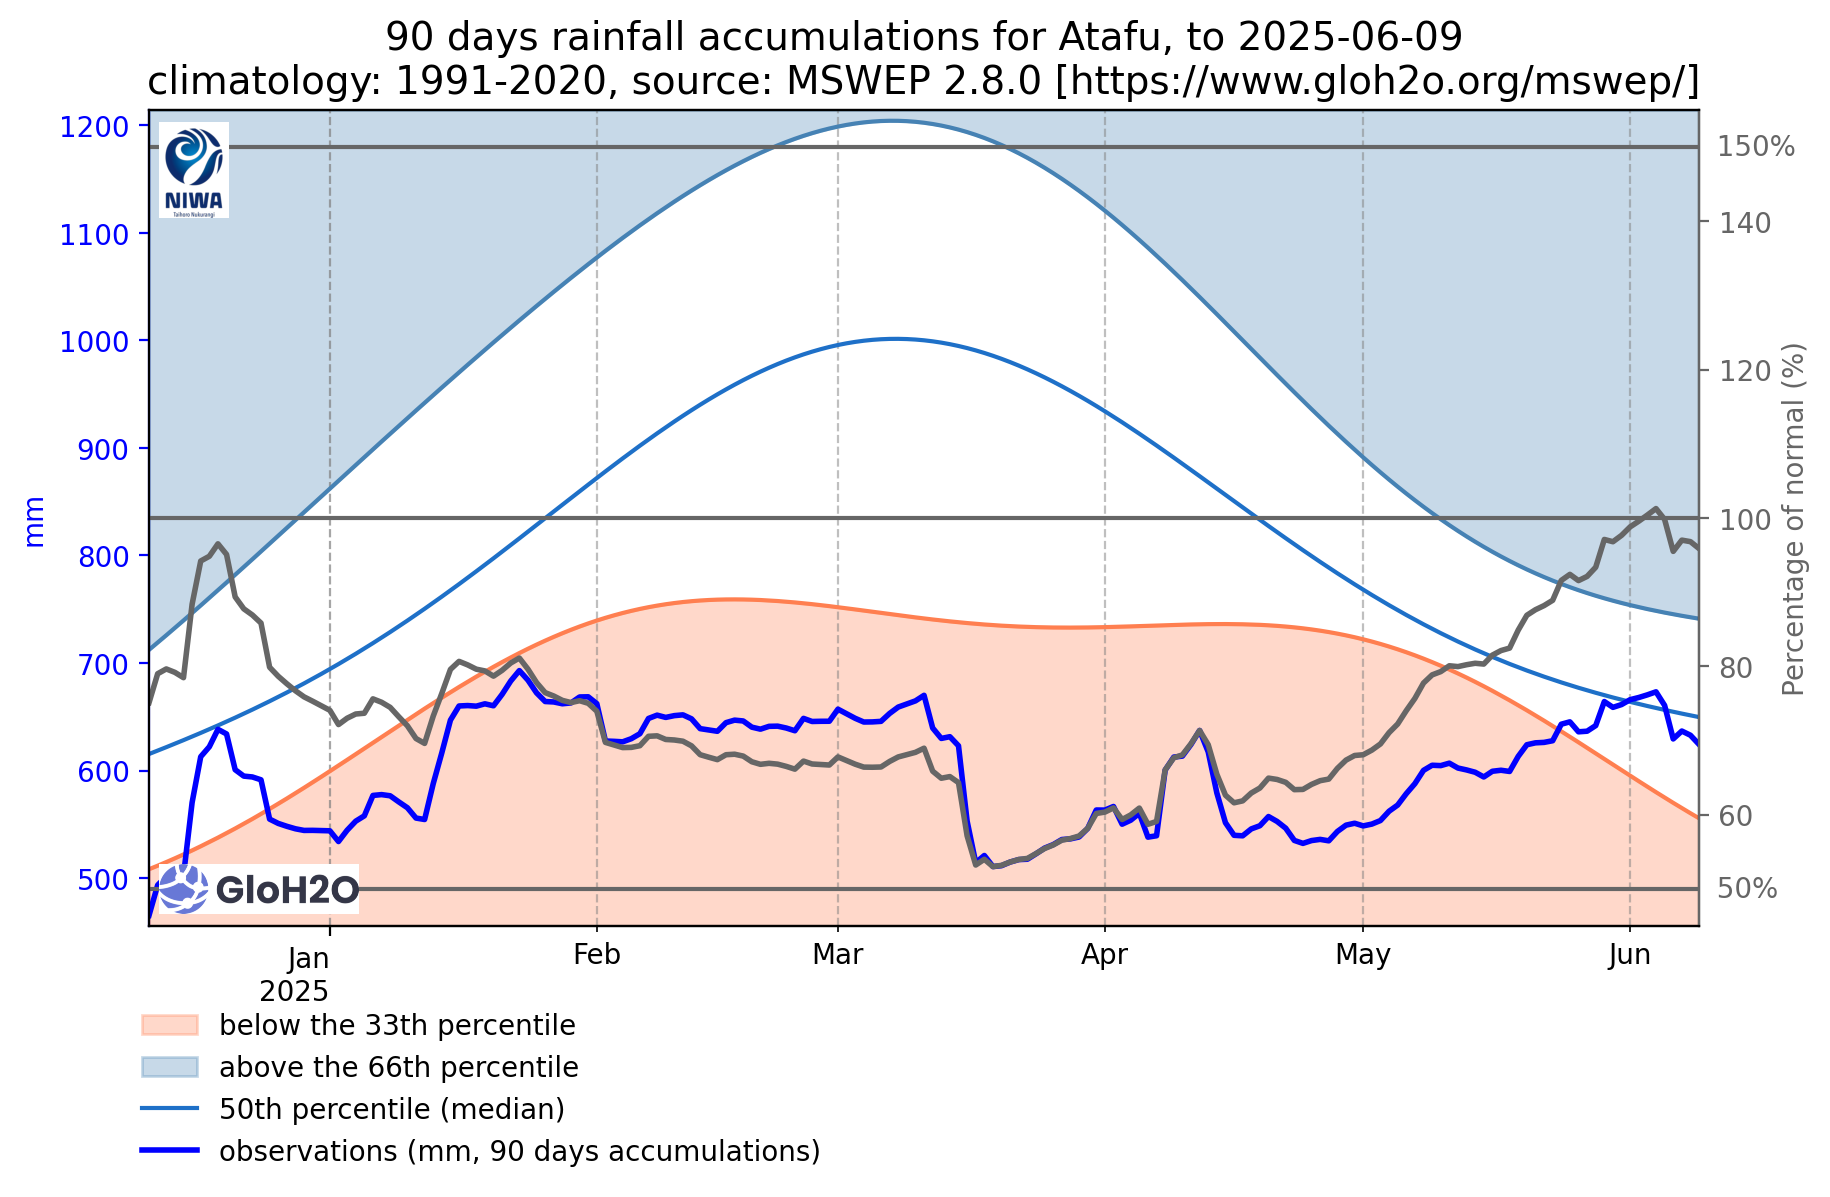 90 days rainfall accumulations for Atafu, to 2025-06-09
climatology: 1991-2020, source: MSWEP 2.8.0 [https://www.gloh2o.org/mswep/]
NIWA
Taihoro Nukurangi
1200
1100
1000
900
800
700
600
500
mm
150%
140
120
100
80
60
50%
Percentage of normal (%)
GloH2O
Jan
2025
Feb
Mar
Apr
May
Jun
below the 33th percentile
above the 66th percentile
50th percentile (median)
observations (mm, 90 days accumulations)